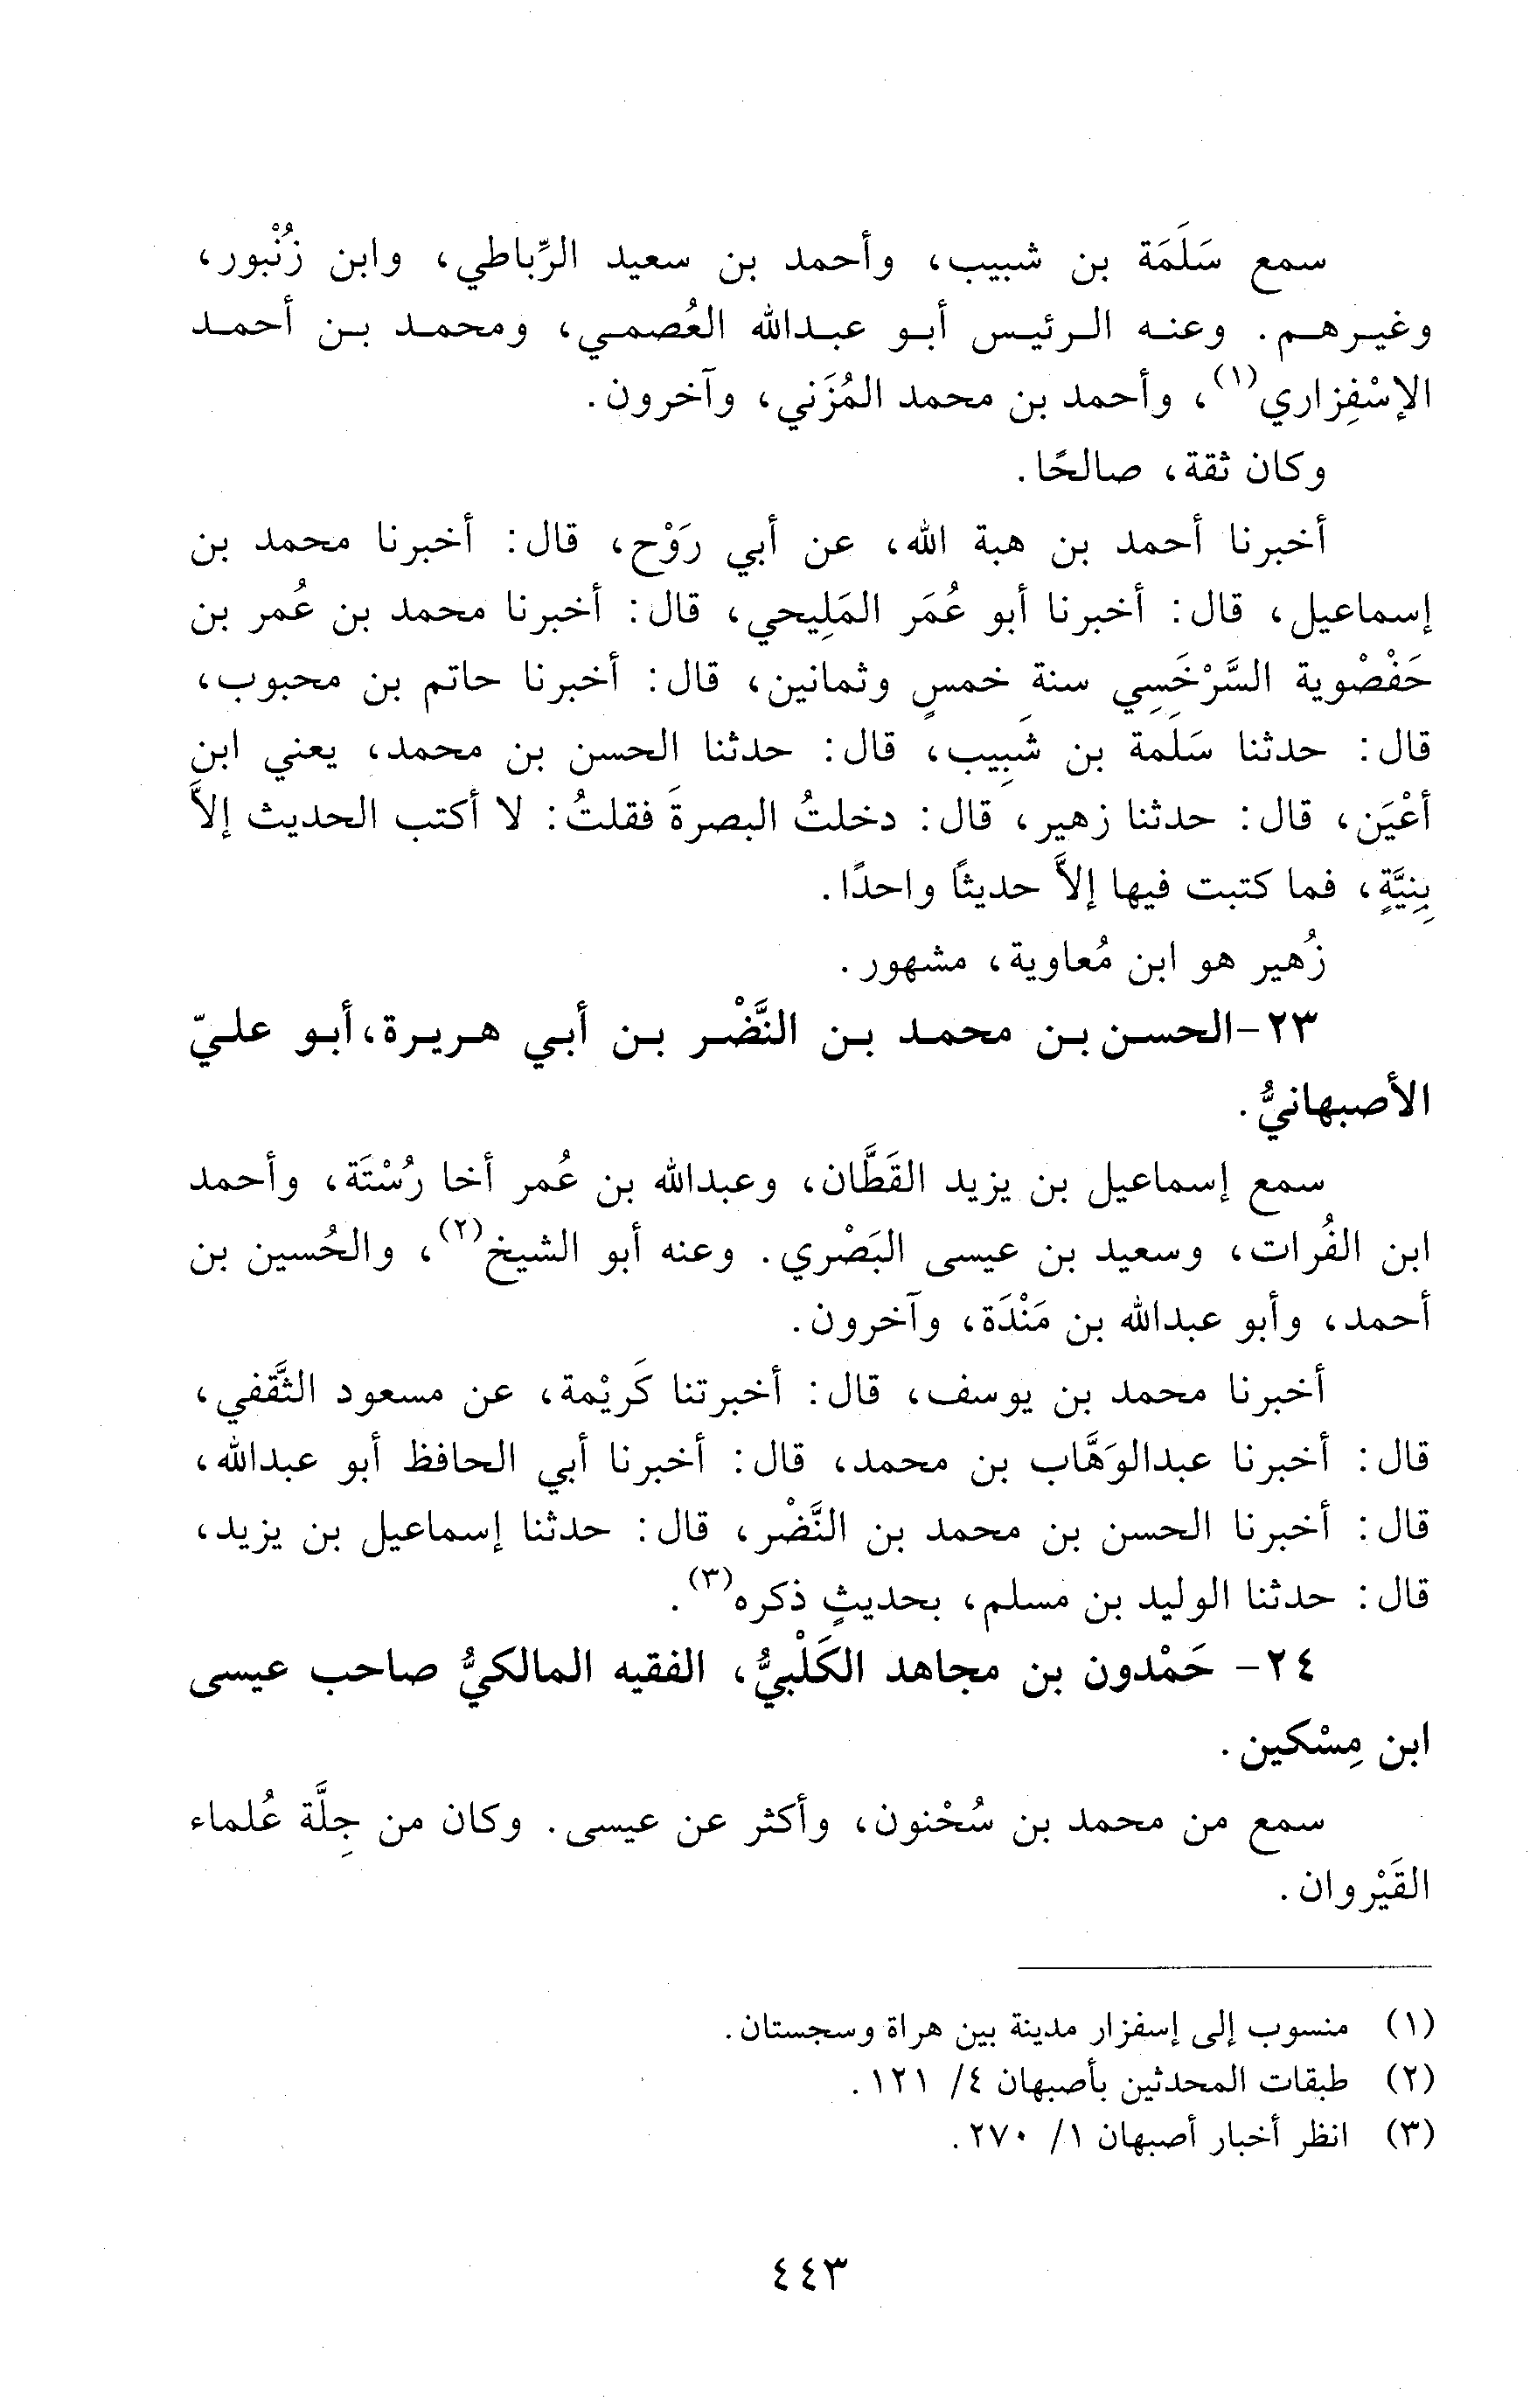 سمع سَلَمَة بن شبيب، وأحمد بن سعيد الرِّباطي، وابن زُنْبور،
وغيرهم. وعنه الرئيس أبو عبدالله العُصمي، ومحمد بن أحمد
الإسْفِزاري(١)، وأحمد بن محمد المُزَني، وآخرون.
وكان ثقة، صالحًا.
أخبرنا أحمد بن هبة الله، عن أبي رَوْح، قال: أخبرنا محمد بن
إسماعيل، قال: أخبرنا أبو عُمَر المَلِيحي، قال: أخبرنا محمد بن عُمر بن
حَفْصْوية السَّرْخَسِي سنة خمسٍ وثمانين، قال: أخبرنا حاتم بن محبوب،
قال: حدثنا سَلَمة بن شَبِيب، قال: حدثنا الحسن بن محمد، يعني ابن
أعْيَن، قال: حدثنا زهير، قال: دخلتُ البصرةَ فقلتُ: لا أكتب الحديث إلاَّ
بِنِيَّةٍ، فما كتبت فيها إلاَّ حديثًا واحدًا.
زُهير هو ابن مُعاوية، مشهور.
٢٣-الحسن بن محمد بن النَّضْر بن أبي هريرة،أبو عليّ
الأصبهانيُّ.
سمع إسماعيل بن يزيد القَطَّان، وعبدالله بن عُمر أخا رُسْتَة، وأحمد
ابن الفُرات، وسعيد بن عيسى البَصْري. وعنه أبو الشيخ(٢)، والحُسين بن
أحمد، وأبو عبدالله بن مَنْدَة، وآخرون.
أخبرنا محمد بن يوسف، قال: أخبرتنا كَريْمة، عن مسعود الثَّقفي،
قال: أخبرنا عبدالوَهَّاب بن محمد، قال: أخبرنا أبي الحافظ أبو عبدالله،
قال: أخبرنا الحسن بن محمد بن النَّضْر، قال: حدثنا إسماعيل بن يزيد،
قال: حدثنا الوليد بن مسلم، بحديثٍ ذكره(٣).
٢٤- حَمْدون بن مجاهد الكَلْبيُّ، الفقيه المالكيُّ صاحب عيسى
ابن مِسْكين.
سمع من محمد بن سُحْنون، وأكثر عن عيسى. وكان من جِلَّة عُلماء
القَيْروان.
(١) منسوب إلى إسفزار مدينة بين هراة وسجستان.
(٢) طبقات المحدثين بأصبهان ٤/ ١٢١.
(٣) انظر أخبار أصبهان ١/ ٢٧٠.
٤٤٣